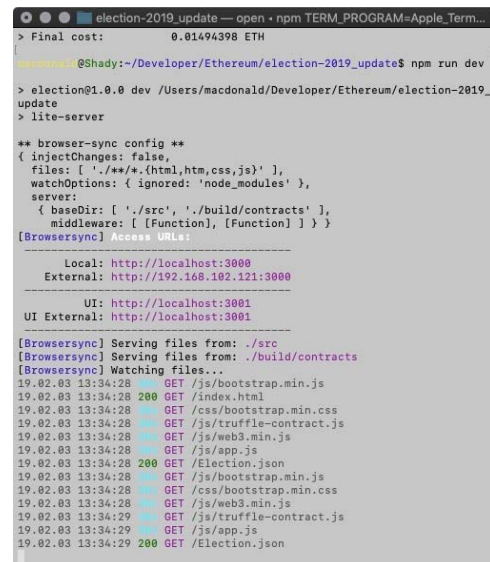 election-2019_update — open • npm TERM_PROGRAM=Apple_Term...
> Final cost: 0.01494398 ETH
[
@Shady:~/Developer/Ethereum/election-2019_update$ npm run dev
> election@1.0.0 dev /Users/macdonald/Developer/Ethereum/election-2019_
update
> lite-server
** browser-sync config **
{ injectChanges: false,
files: [ './**/*.{html,htm,css,js}' ],
watchOptions: { ignored: 'node_modules' },
server:
{ baseDir: [ './src', './build/contracts' ],
middleware: [ [Function], [Function] ] } }
[Browsersync] Access URLs:
-------------------------------------
Local: http://localhost:3000
External: http://192.168.102.121:3000
-------------------------------------
UI: http://localhost:3001
UI External: http://localhost:3001
-------------------------------------
[Browsersync] Serving files from: ./src
[Browsersync] Serving files from: ./build/contracts
[Browsersync] Watching files...
19.02.03 13:34:28 GET /js/bootstrap.min.js
19.02.03 13:34:28 200 GET /index.html
19.02.03 13:34:28 GET /css/bootstrap.min.css
19.02.03 13:34:28 GET /js/truffle-contract.js
19.02.03 13:34:28 GET /js/web3.min.js
19.02.03 13:34:28 GET /js/app.js
19.02.03 13:34:28 200 GET /Election.json
19.02.03 13:34:28 GET /js/bootstrap.min.js
19.02.03 13:34:28 GET /css/bootstrap.min.css
19.02.03 13:34:28 GET /js/web3.min.js
19.02.03 13:34:29 GET /js/truffle-contract.js
19.02.03 13:34:29 GET /js/app.js
19.02.03 13:34:29 200 GET /Election.json